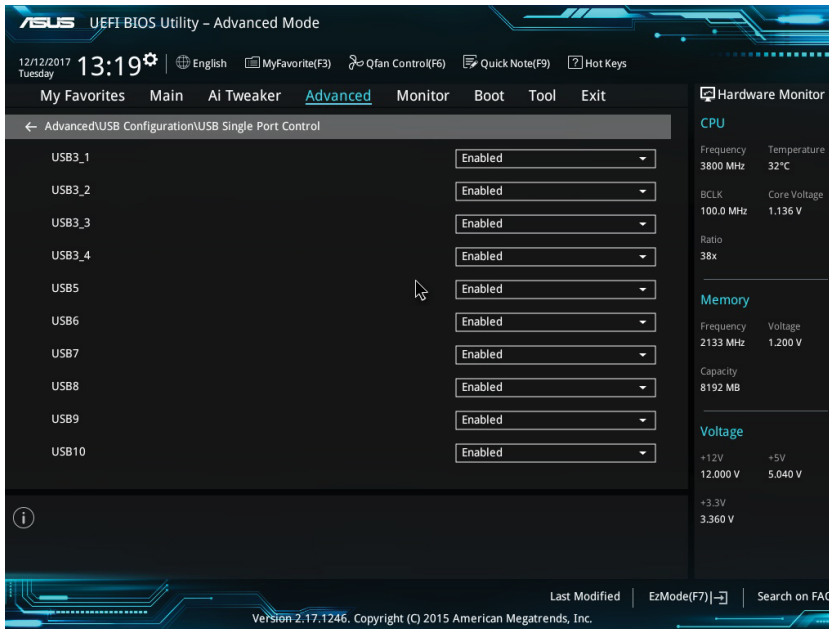 ASUS UEFI BIOS Utility – Advanced Mode
12/12/2017 Tuesday 13:19 English MyFavorite(F3) Qfan Control(F6) Quick Note(F9) ? Hot Keys
My Favorites Main Ai Tweaker Advanced Monitor Boot Tool Exit
Hardware Monitor
← Advanced\USB Configuration\USB Single Port Control
USB3_1 Enabled
USB3_2 Enabled
USB3_3 Enabled
USB3_4 Enabled
USB5 Enabled
USB6 Enabled
USB7 Enabled
USB8 Enabled
USB9 Enabled
USB10 Enabled
CPU
Frequency Temperature
3800 MHz 32°C
BCLK Core Voltage
100.0 MHz 1.136 V
Ratio
38x
Memory
Frequency Voltage
2133 MHz 1.200 V
Capacity
8192 MB
Voltage
+12V +5V
12.000 V 5.040 V
+3.3V
3.360 V
Last Modified EzMode(F7) Search on FAQ
Version 2.17.1246. Copyright (C) 2015 American Megatrends, Inc.